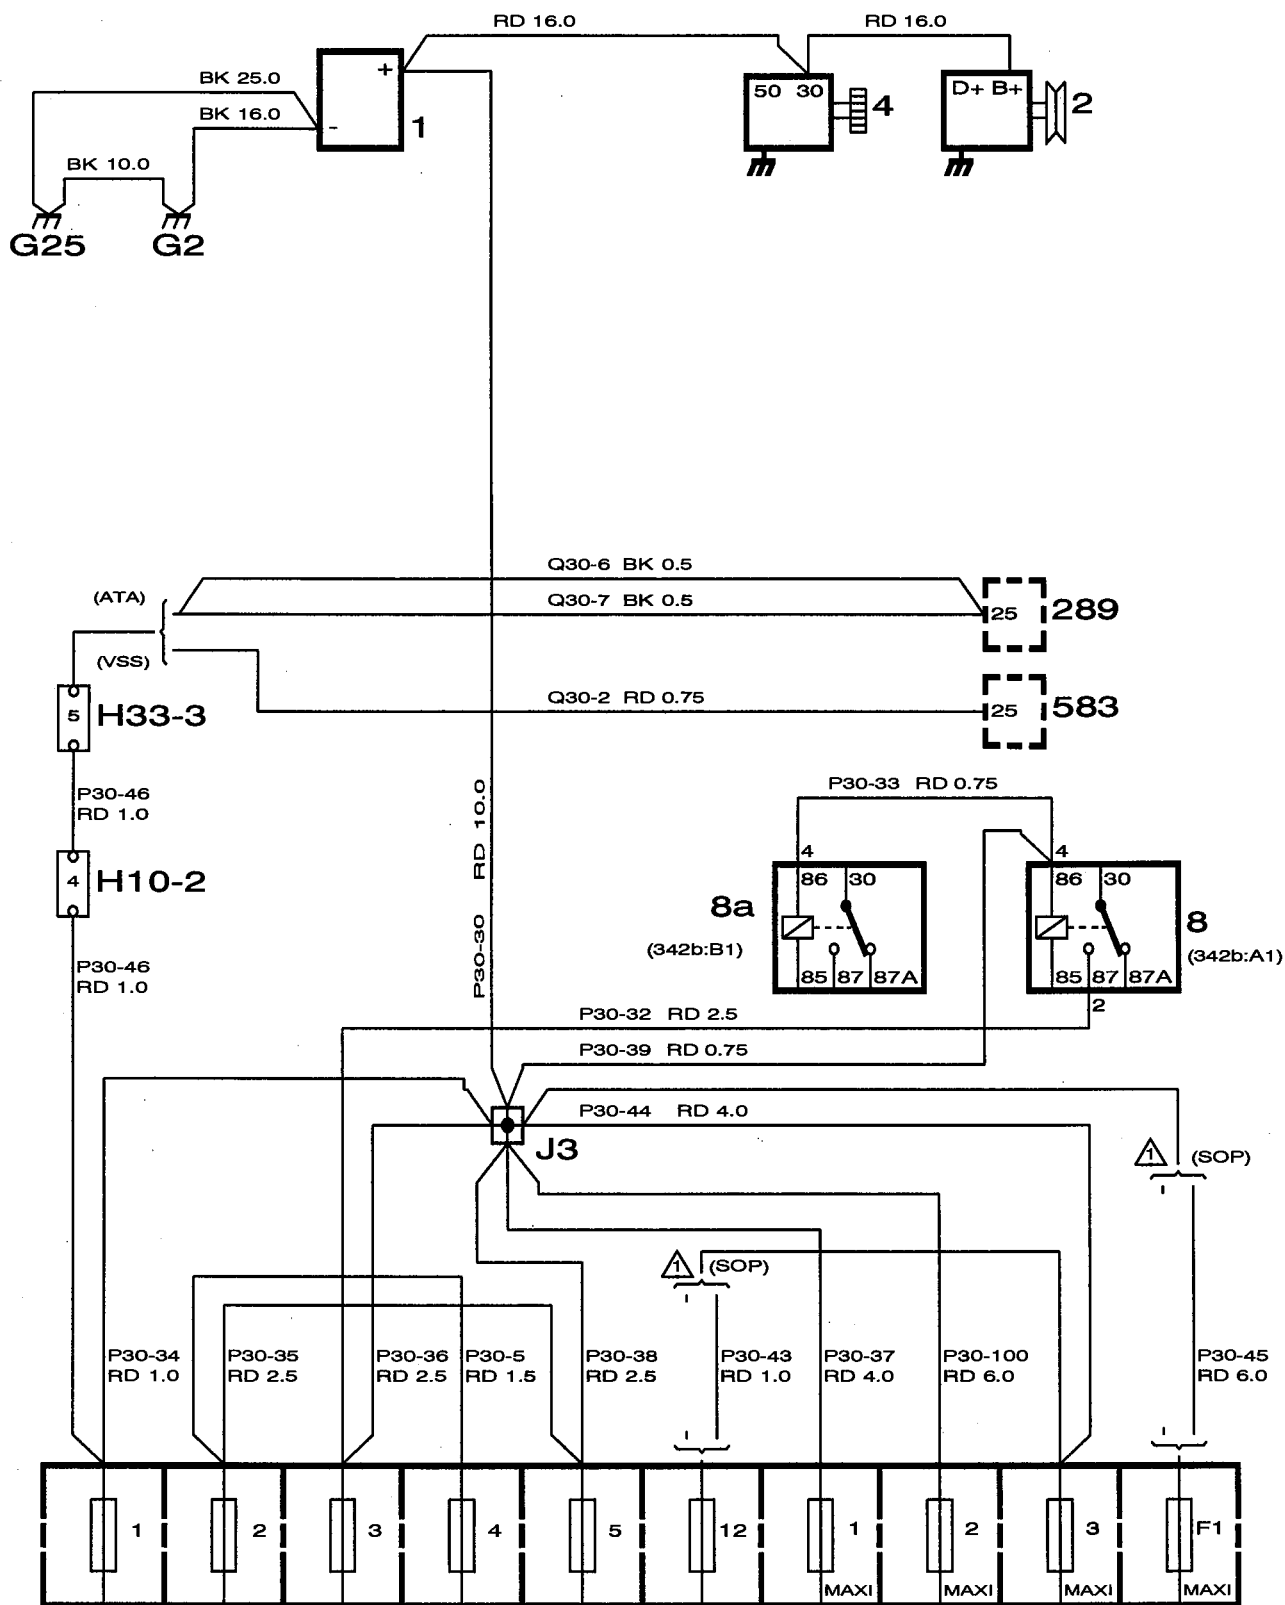 RD 16.0
RD 16.0
BK 25.0
+
50 30
4
D+ B+
2
BK 16.0
-
1
BK 10.0
G25
G2
Q30-6 BK 0.5
(ATA)
Q30-7 BK 0.5
25
289
(VSS)
Q30-2 RD 0.75
25
583
5
H33-3
P30-46
RD 1.0
P30-30 RD 10.0
P30-33 RD 0.75
4
H10-2
4
86 30
8a
(342b:B1)
85 87 87A
4
86 30
8
(342b:A1)
85 87 87A
2
P30-46
RD 1.0
P30-32 RD 2.5
P30-39 RD 0.75
P30-44 RD 4.0
J3
1 (SOP)
1 (SOP)
P30-34
RD 1.0
P30-35
RD 2.5
P30-36
RD 2.5
P30-5
RD 1.5
P30-38
RD 2.5
P30-43
RD 1.0
P30-37
RD 4.0
P30-100
RD 6.0
P30-45
RD 6.0
1
2
3
4
5
12
1
MAXI
2
MAXI
3
MAXI
F1
MAXI